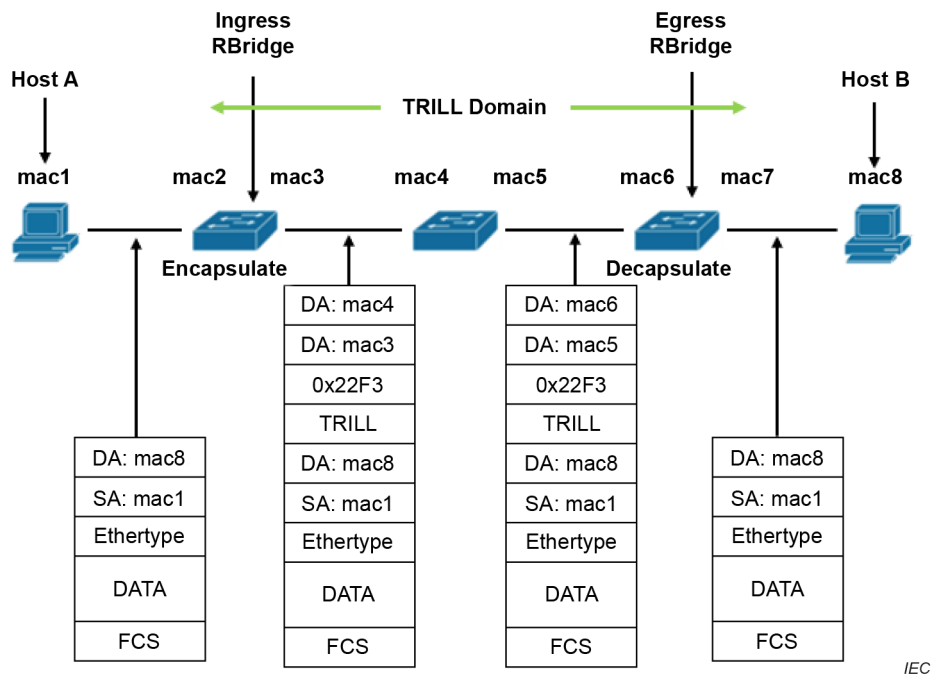 Ingress
RBridge
Egress
RBridge
Host A
TRILL Domain
Host B
mac1
mac2
mac3
mac4
mac5
mac6
mac7
mac8
Encapsulate
Decapsulate
DA: mac8
SA: mac1
Ethertype
DATA
FCS
DA: mac4
DA: mac3
0x22F3
TRILL
DA: mac8
SA: mac1
Ethertype
DATA
FCS
DA: mac6
DA: mac5
0x22F3
TRILL
DA: mac8
SA: mac1
Ethertype
DATA
FCS
DA: mac8
SA: mac1
Ethertype
DATA
FCS
IEC